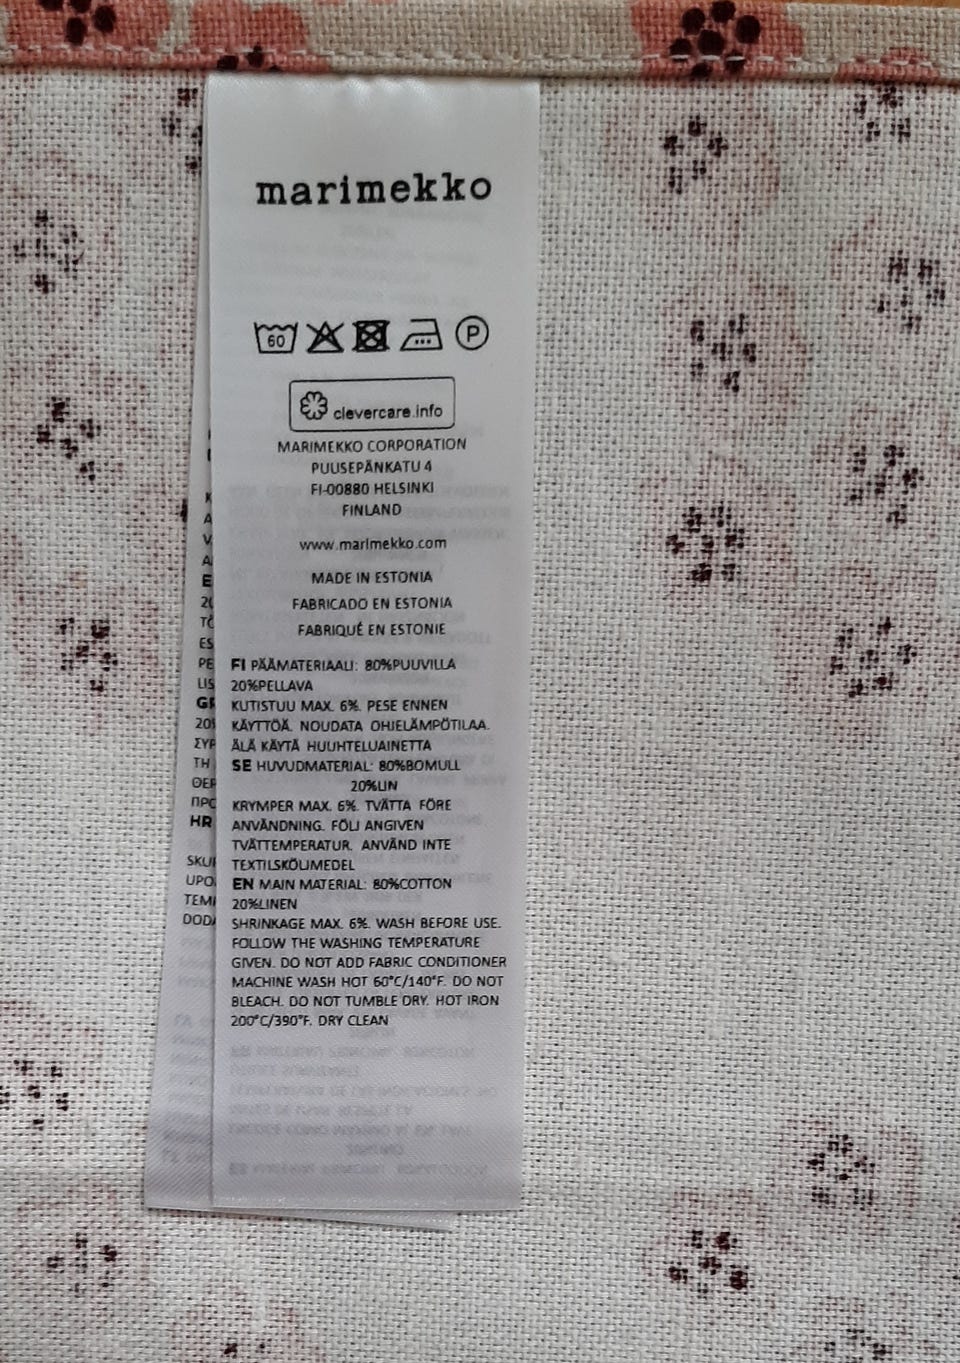 marimekko
60 P
clevercare.info
MARIMEKKO CORPORATION
PUUSEPÄNKATU 4
FI-00880 HELSINKI
FINLAND
www.marimekko.com
MADE IN ESTONIA
FABRICADO EN ESTONIA
FABRIQUÉ EN ESTONIE
FI PÄÄMATERIAALI: 80%PUUVILLA
20%PELLAVA
KUTISTUU MAX. 6%. PESE ENNEN
KÄYTTÖÄ. NOUDATA OHJELÄMPÖTILAA.
ÄLÄ KÄYTÄ HUUHTELUAINETTA
SE HUVUDMATERIAL: 80%BOMULL
20%LIN
KRYMPER MAX. 6%. TVÄTTA FÖRE
ANVÄNDNING. FÖLJ ANGIVEN
TVÄTTEMPERATUR. ANVÄND INTE
TEXTILSKÖLJMEDEL
EN MAIN MATERIAL: 80%COTTON
20%LINEN
SHRINKAGE MAX. 6%. WASH BEFORE USE.
FOLLOW THE WASHING TEMPERATURE
GIVEN. DO NOT ADD FABRIC CONDITIONER
MACHINE WASH HOT 60°C/140°F. DO NOT
BLEACH. DO NOT TUMBLE DRY. HOT IRON
200°C/390°F. DRY CLEAN